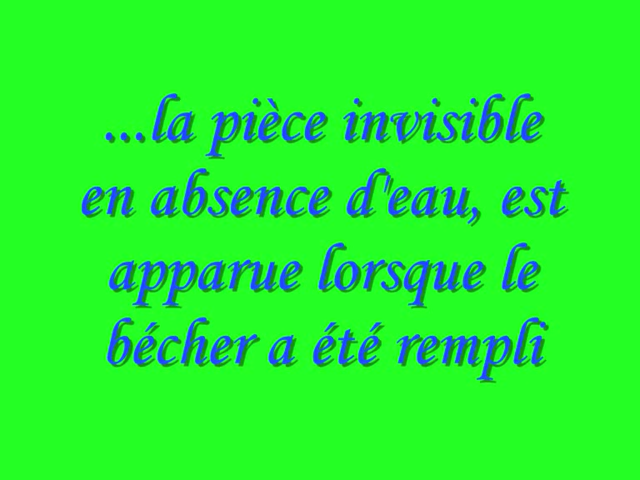 ...la pièce invisible
en absence d'eau, est
apparue lorsque le
bécher a été rempli